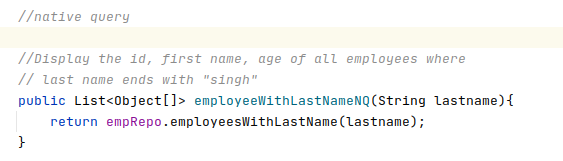 //native query
//Display the id, first name, age of all employees where
// last name ends with "singh"
public List<Object[]> employeeWithLastNameNQ(String lastname){
    return empRepo.employeesWithLastName(lastname);
}